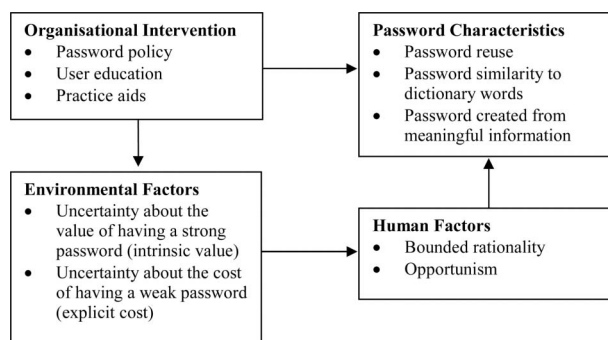 Organisational Intervention
• Password policy
• User education
• Practice aids
Password Characteristics
• Password reuse
• Password similarity to
dictionary words
• Password created from
meaningful information
Environmental Factors
• Uncertainty about the
value of having a strong
password (intrinsic value)
• Uncertainty about the cost
of having a weak password
(explicit cost)
Human Factors
• Bounded rationality
• Opportunism